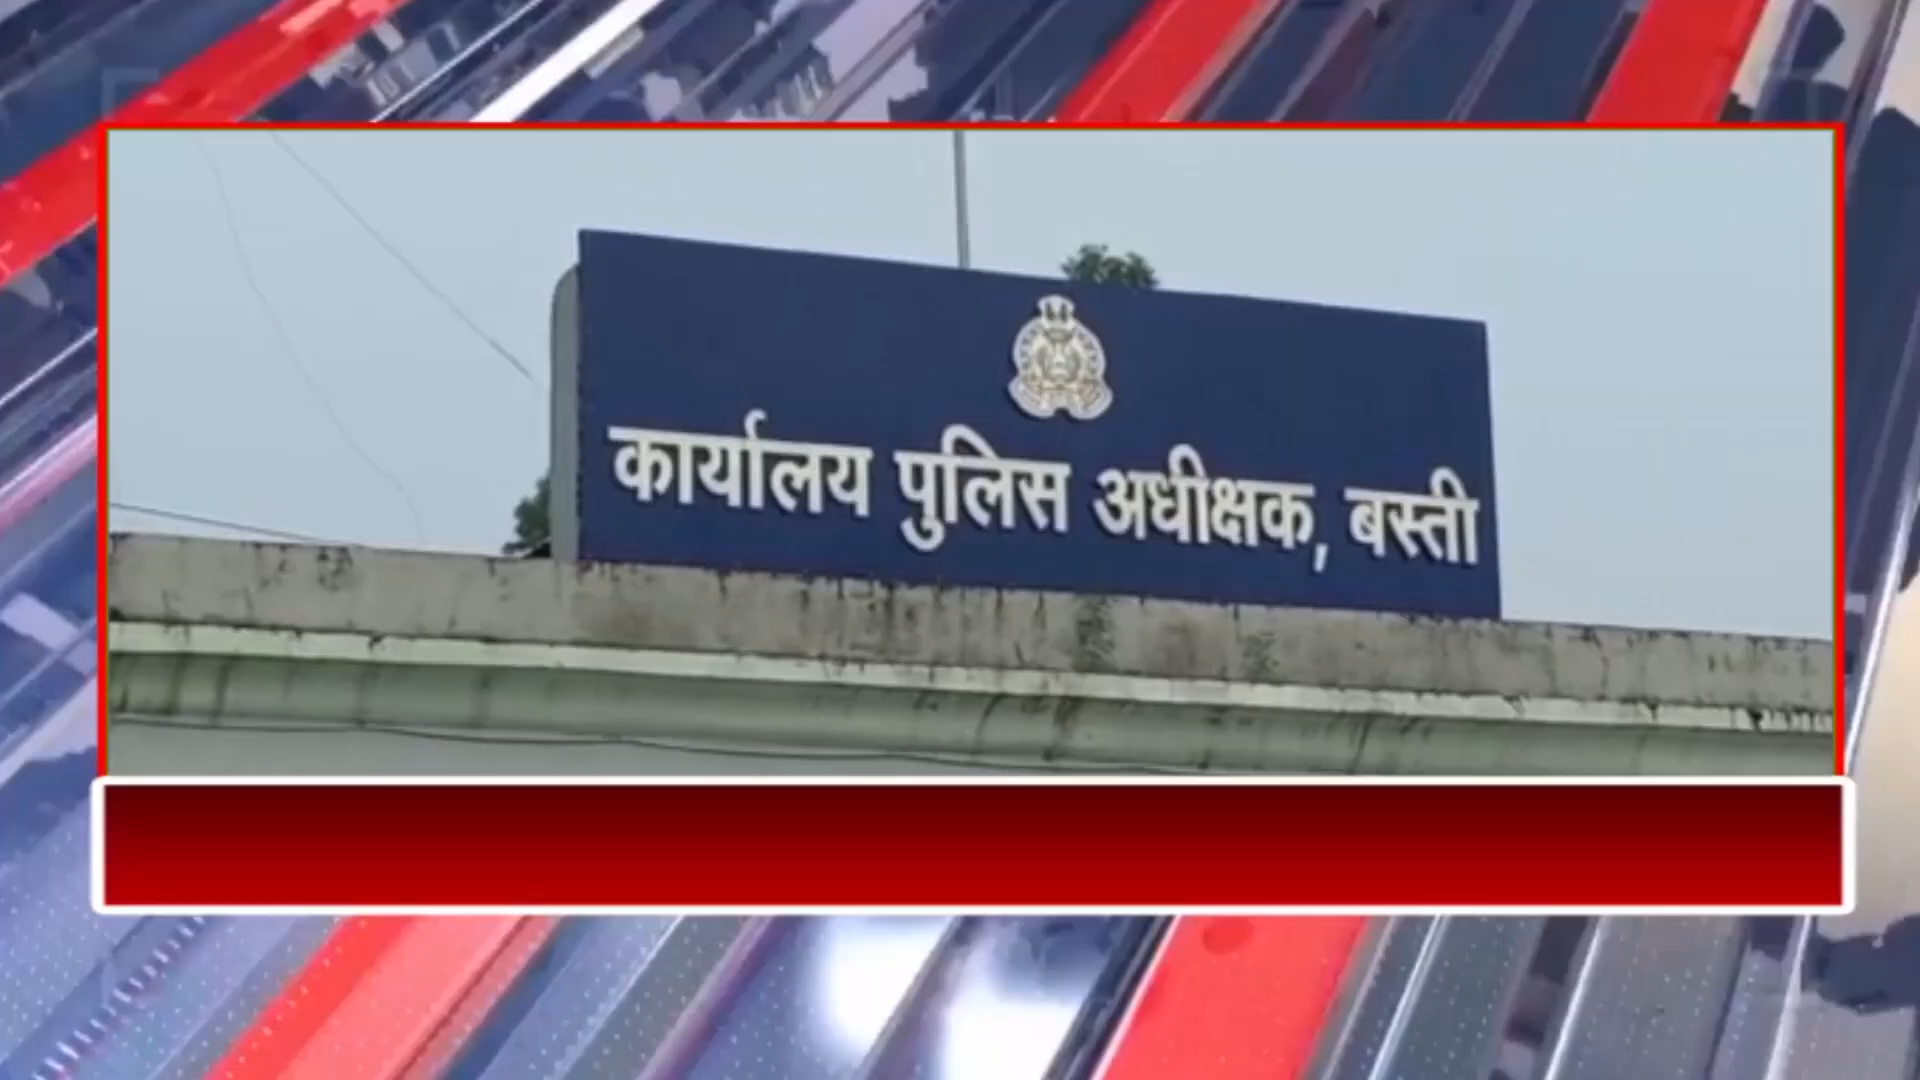 कार्यालय पुलिस अधीक्षक, बस्ती